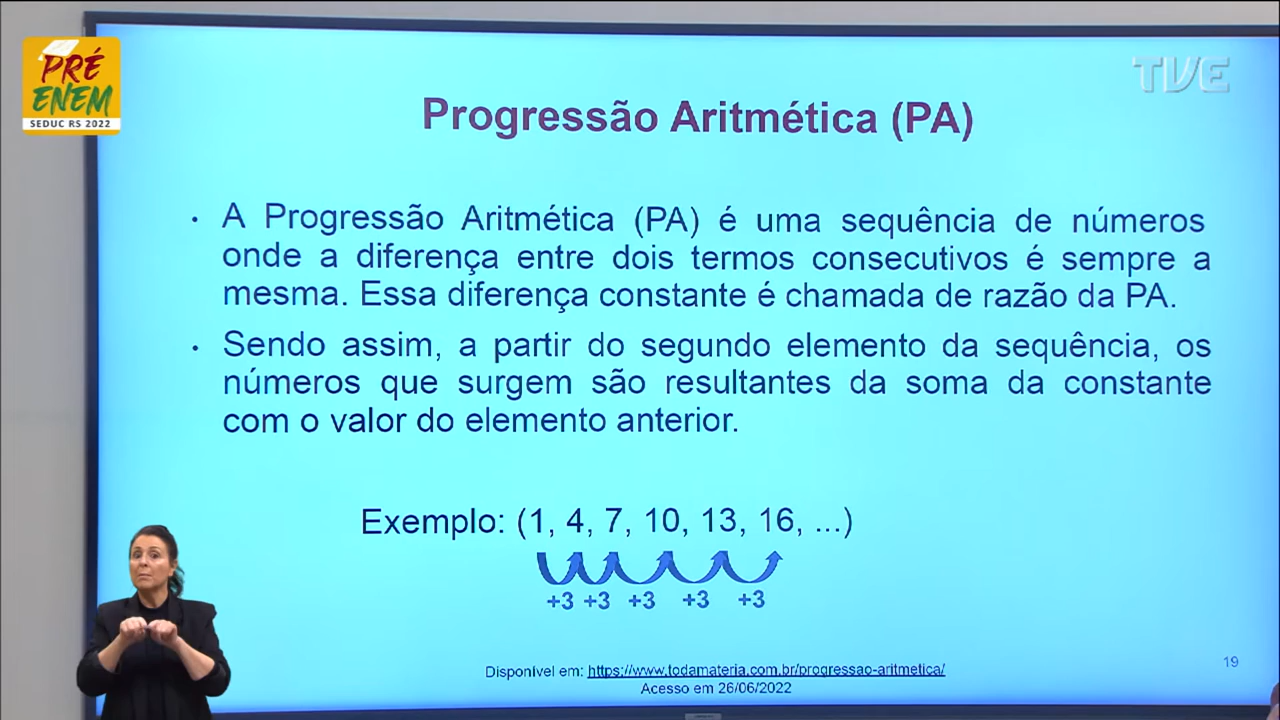 PRÉ
ENEM
SEDUC RS 2022
TVE
Progressão Aritmética (PA)
• A Progressão Aritmética (PA) é uma sequência de números
onde a diferença entre dois termos consecutivos é sempre a
mesma. Essa diferença constante é chamada de razão da PA.
• Sendo assim, a partir do segundo elemento da sequência, os
números que surgem são resultantes da soma da constante
com o valor do elemento anterior.
Exemplo: (1, 4, 7, 10, 13, 16, ...)
+3 +3 +3 +3 +3
Disponível em: https://www.todamateria.com.br/progressao-aritmetica/
Acesso em 26/06/2022
19